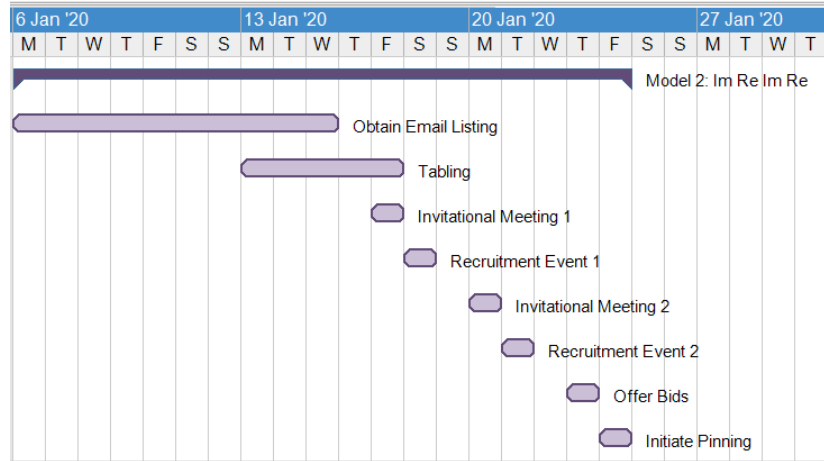 6 Jan '20 13 Jan '20 20 Jan '20 27 Jan '20
M T W T F S S M T W T F S S M T W T F S S M T W T
Model 2: Im Re Im Re
Obtain Email Listing
Tabling
Invitational Meeting 1
Recruitment Event 1
Invitational Meeting 2
Recruitment Event 2
Offer Bids
Initiate Pinning